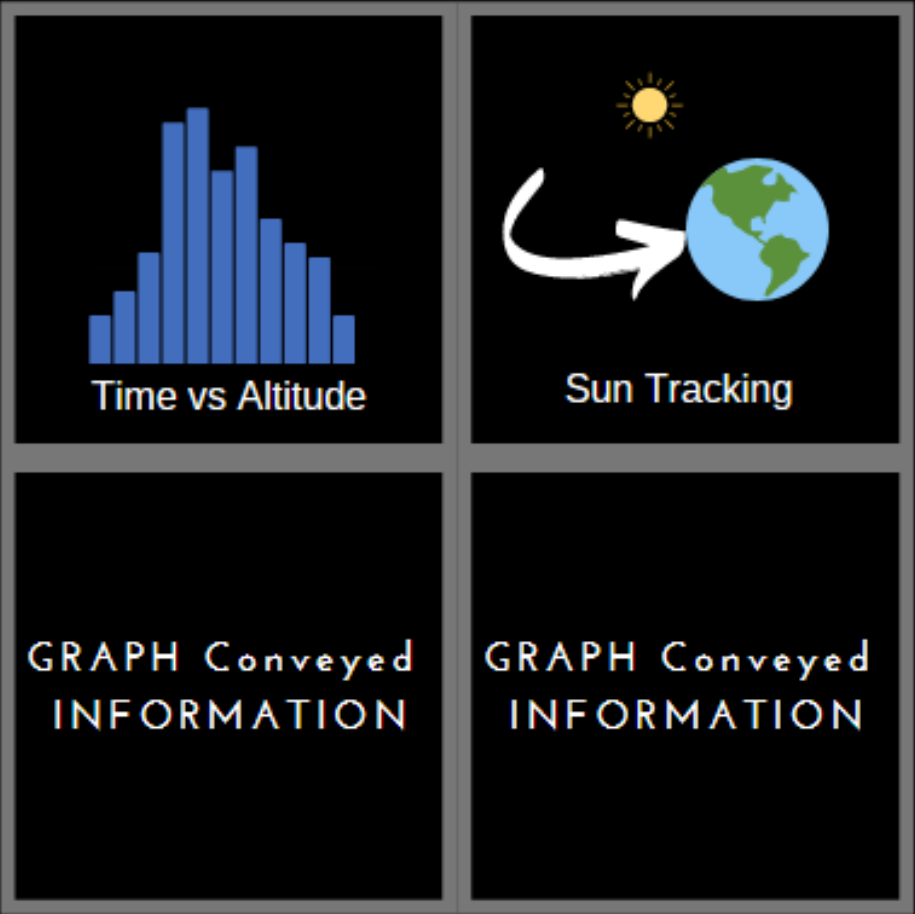 Time vs Altitude
Sun Tracking
GRAPH Conveyed
INFORMATION
GRAPH Conveyed
INFORMATION